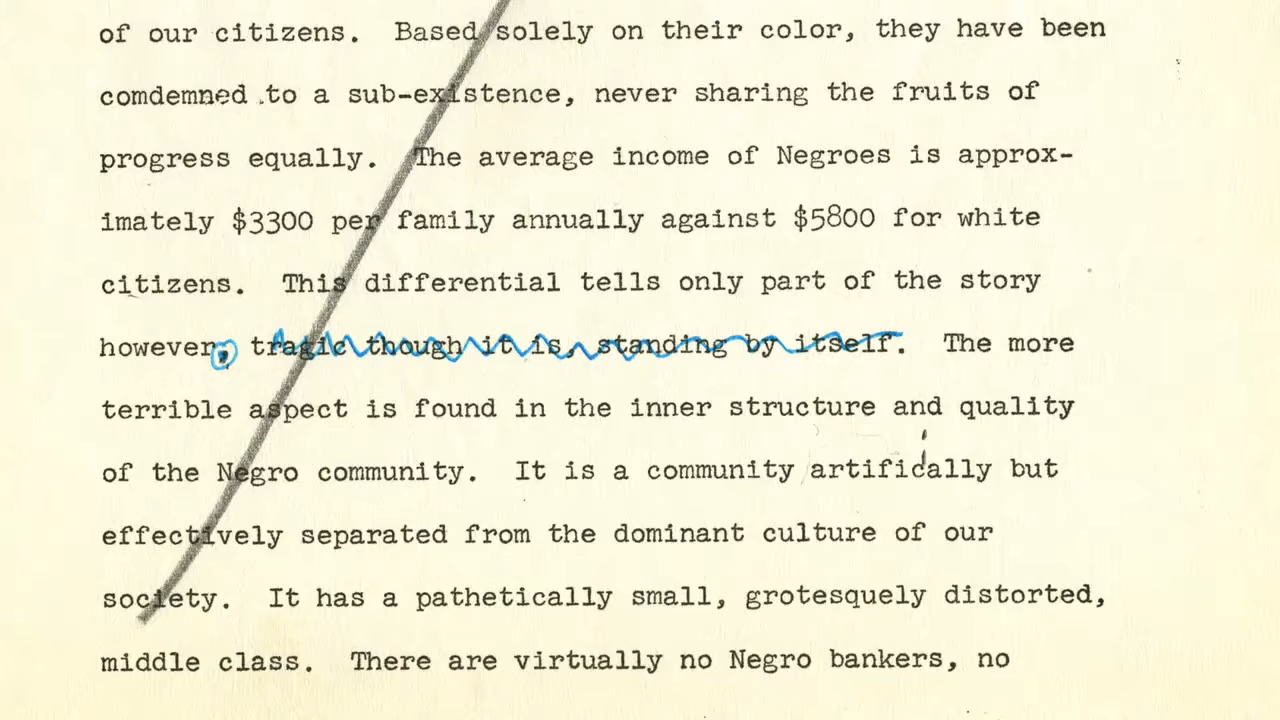 of our citizens.  Based solely on their color, they have been
comdemned to a sub-existence, never sharing the fruits of
progress equally.  The average income of Negroes is approx-
imately $3300 per family annually against $5800 for white
citizens.  This differential tells only part of the story
however, tragic though it is, standing by itself.  The more
terrible aspect is found in the inner structure and quality
of the Negro community.  It is a community artificially but
effectively separated from the dominant culture of our
society.  It has a pathetically small, grotesquely distorted,
middle class.  There are virtually no Negro bankers, no